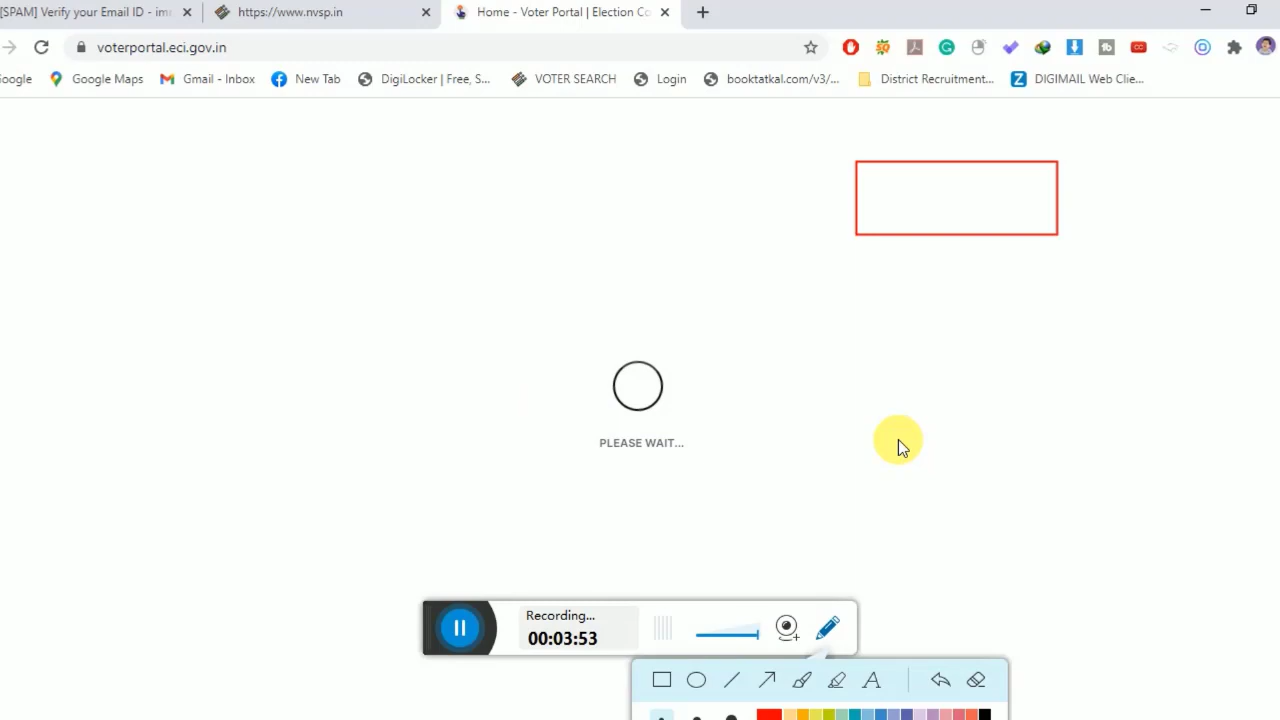 [SPAM] Verify your Email ID - im
https://www.nvsp.in
Home - Voter Portal | Election Co
voterportal.eci.gov.in
oogle
Google Maps
Gmail - Inbox
New Tab
DigiLocker | Free, S...
VOTER SEARCH
Login
booktatkal.com/v3/...
District Recruitment...
DIGIMAIL Web Clie...
PLEASE WAIT...
Recording...
00:03:53